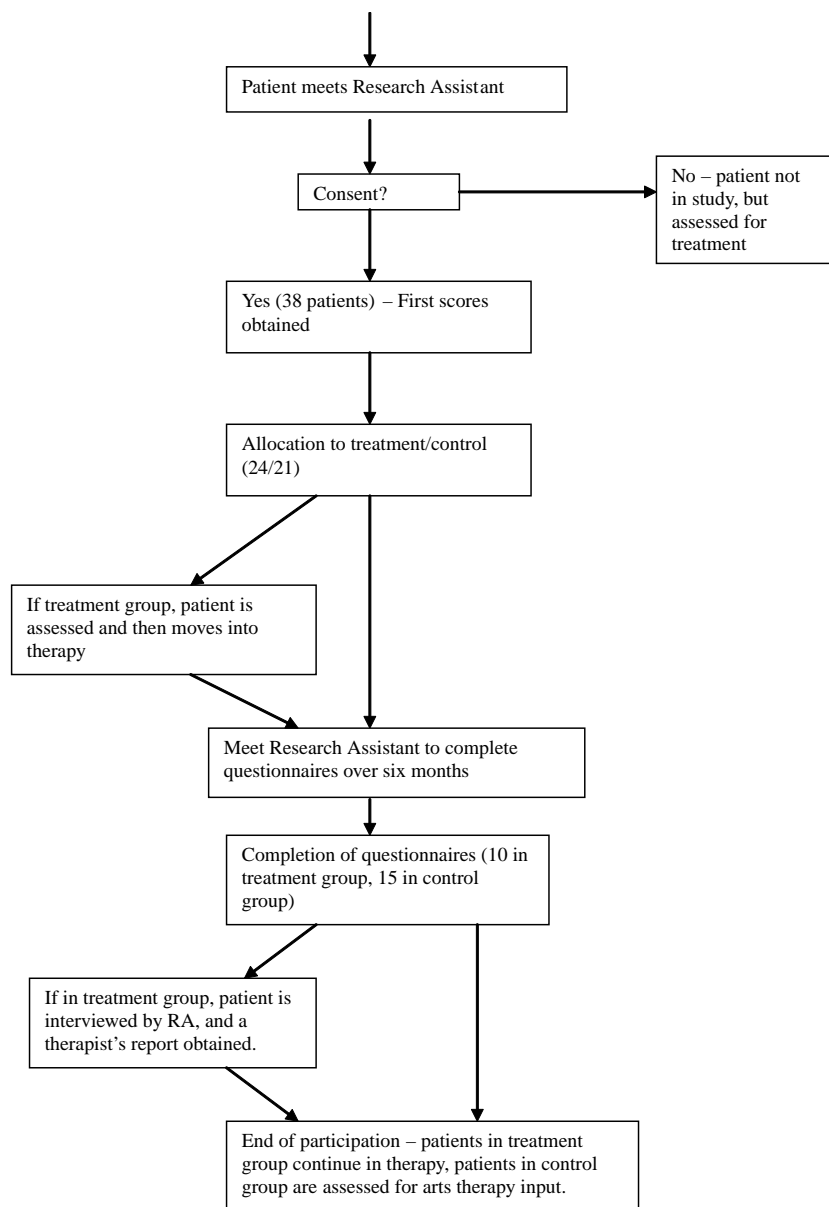 Patient meets Research Assistant
Consent?
No – patient not
in study, but
assessed for
treatment
Yes (38 patients) – First scores
obtained
Allocation to treatment/control
(24/21)
If treatment group, patient is
assessed and then moves into
therapy
Meet Research Assistant to complete
questionnaires over six months
Completion of questionnaires (10 in
treatment group, 15 in control
group)
If in treatment group, patient is
interviewed by RA, and a
therapist’s report obtained.
End of participation – patients in treatment
group continue in therapy, patients in control
group are assessed for arts therapy input.